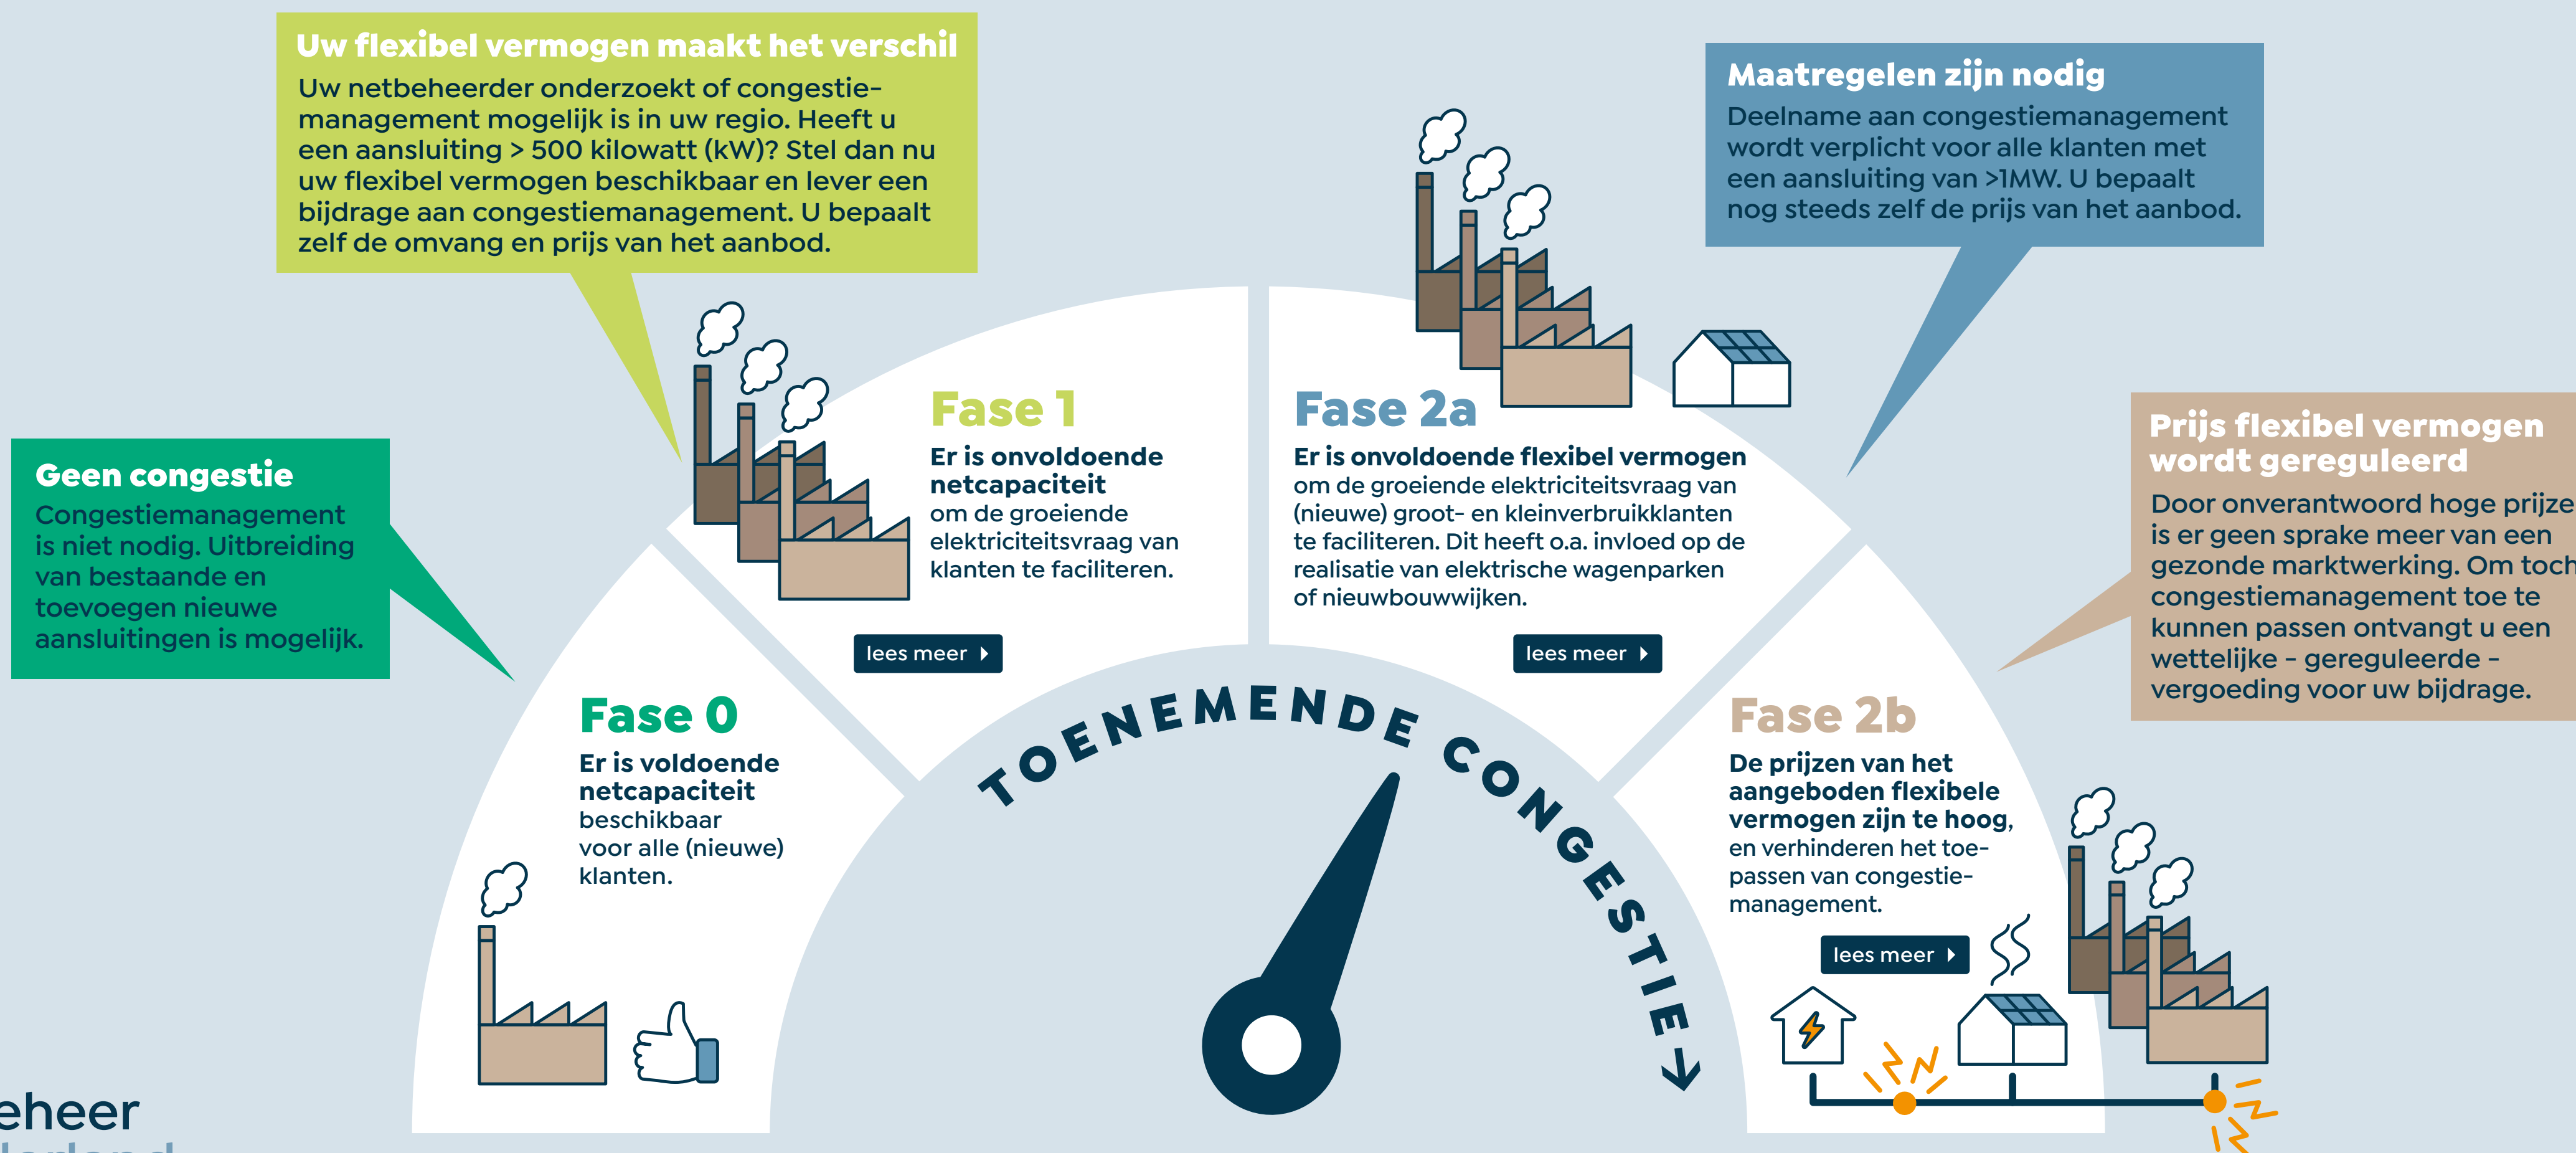 Uw flexibel vermogen maakt het verschil
Uw netbeheerder onderzoekt of congestie-
management mogelijk is in uw regio. Heeft u
een aansluiting > 500 kilowatt (kW)? Stel dan nu
uw flexibel vermogen beschikbaar en lever een
bijdrage aan congestiemanagement. U bepaalt
zelf de omvang en prijs van het aanbod.
Maatregelen zijn nodig
Deelname aan congestiemanagement
wordt verplicht voor alle klanten met
een aansluiting van >1MW. U bepaalt
nog steeds zelf de prijs van het aanbod.
Geen congestie
Congestiemanagement
is niet nodig. Uitbreiding
van bestaande en
toevoegen nieuwe
aansluitingen is mogelijk.
Fase 1
Er is onvoldoende
netcapaciteit
om de groeiende
elektriciteitsvraag van
klanten te faciliteren.
lees meer
Fase 2a
Er is onvoldoende flexibel vermogen
om de groeiende elektriciteitsvraag van
(nieuwe) groot- en kleinverbruikklanten
te faciliteren. Dit heeft o.a. invloed op de
realisatie van elektrische wagenparken
of nieuwbouwwijken.
lees meer
Prijs flexibel vermogen
wordt gereguleerd
Door onverantwoord hoge prijze
is er geen sprake meer van een
gezonde marktwerking. Om toch
congestiemanagement toe te
kunnen passen ontvangt u een
wettelijke - gereguleerde -
vergoeding voor uw bijdrage.
Fase 0
Er is voldoende
netcapaciteit
beschikbaar
voor alle (nieuwe)
klanten.
TOENEMENDE CONGESTIE →
Fase 2b
De prijzen van het
aangeboden flexibele
vermogen zijn te hoog,
en verhinderen het toe-
passen van congestie-
management.
lees meer
eheer